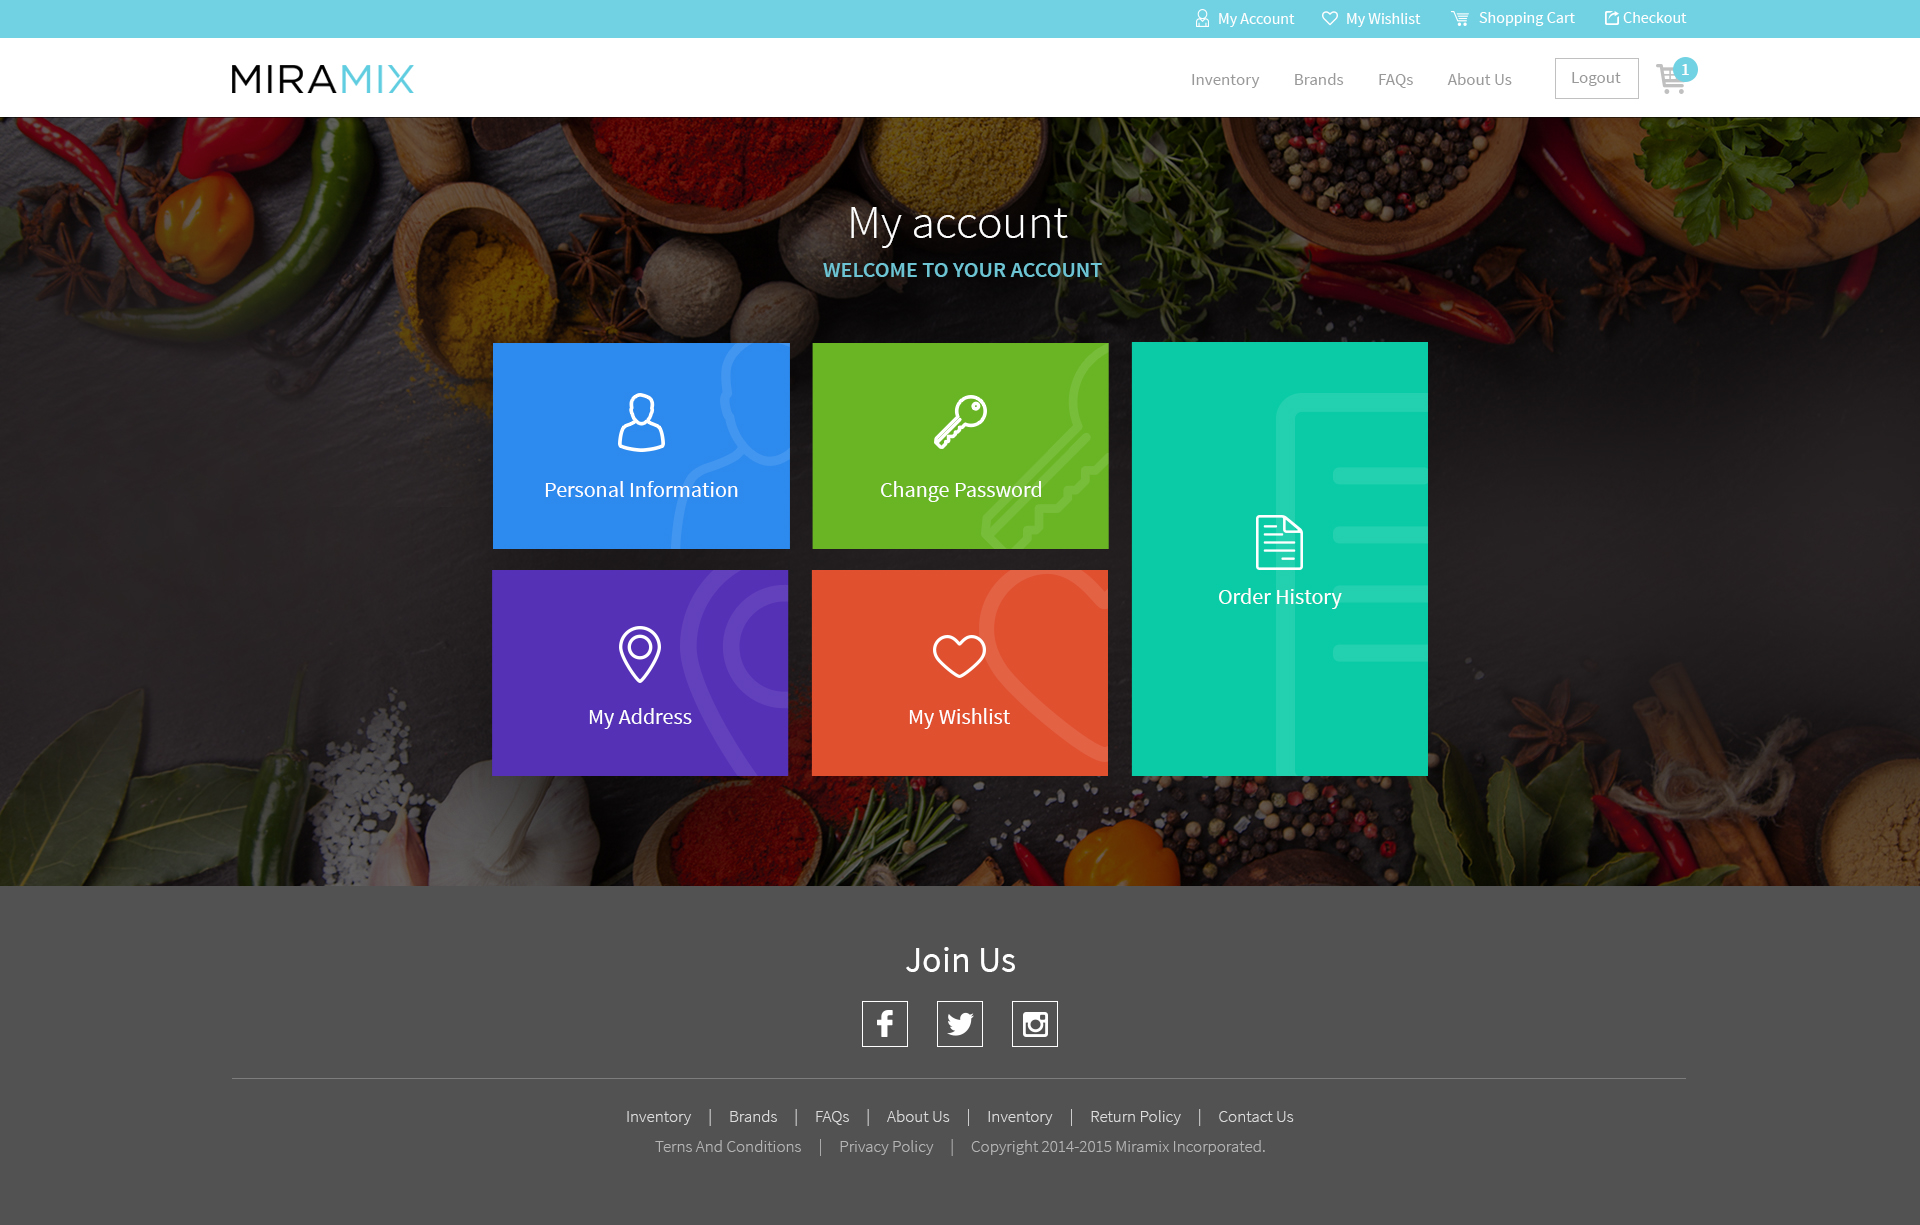 My Account My Wishlist Shopping Cart Checkout
MIRAMIX
Inventory Brands FAQs About Us Logout 1
My account
WELCOME TO YOUR ACCOUNT
Personal Information
Change Password
Order History
My Address
My Wishlist
Join Us
Inventory | Brands | FAQs | About Us | Inventory | Return Policy | Contact Us
Terns And Conditions | Privacy Policy | Copyright 2014-2015 Miramix Incorporated.